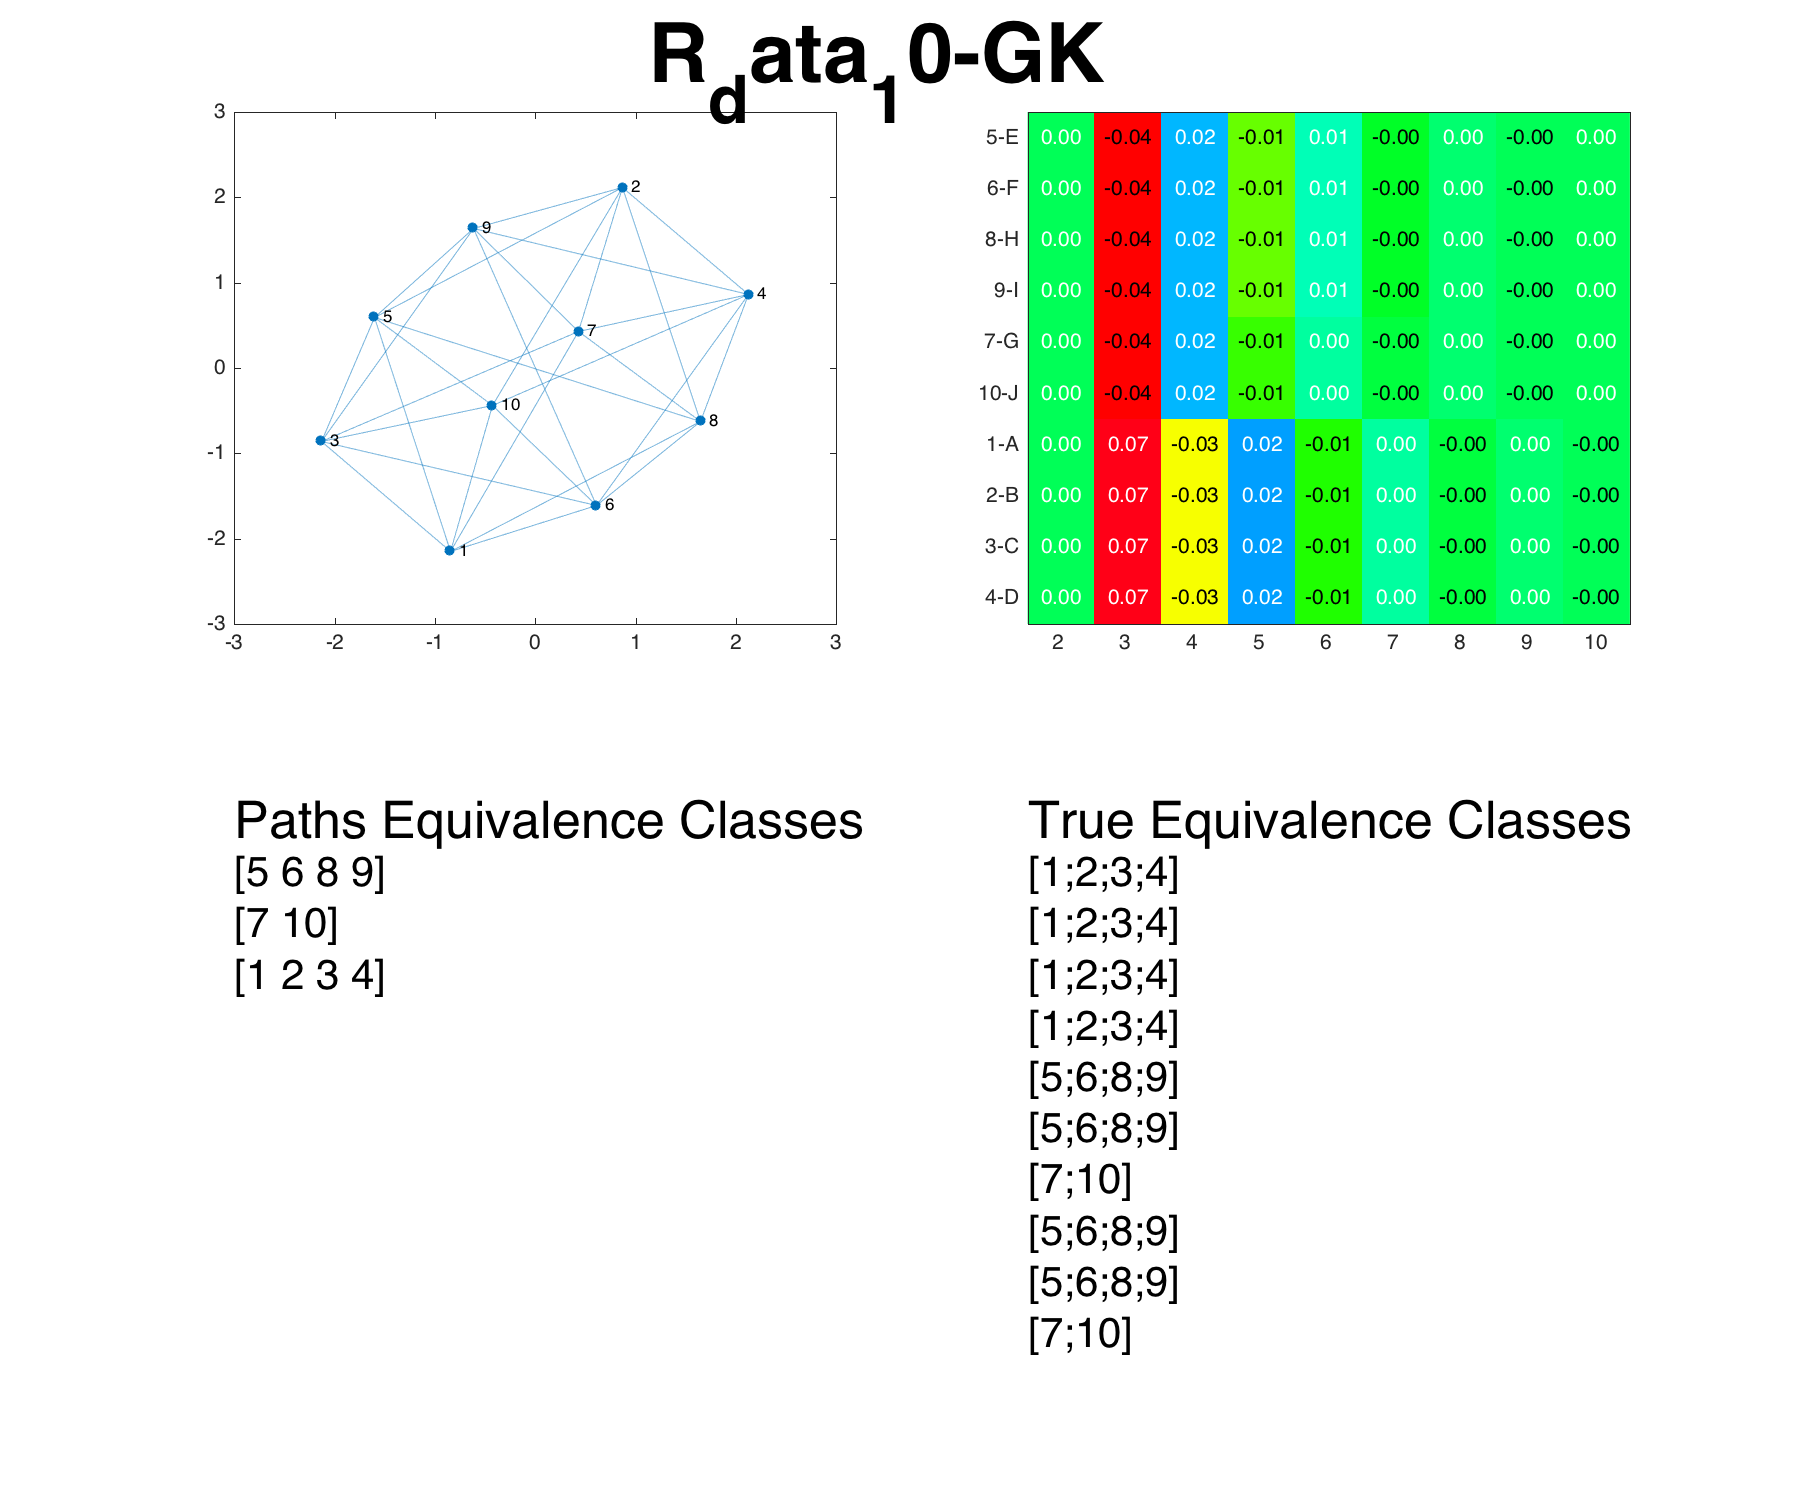 R_data_10-GK
3
2
1
0
-1
-2
-3
-3 -2 -1 0 1 2 3
2
9
4
5
7
10
8
3
6
1
5-E 0.00 -0.04 0.02 -0.01 0.01 -0.00 0.00 -0.00 0.00
6-F 0.00 -0.04 0.02 -0.01 0.01 -0.00 0.00 -0.00 0.00
8-H 0.00 -0.04 0.02 -0.01 0.01 -0.00 0.00 -0.00 0.00
9-I 0.00 -0.04 0.02 -0.01 0.01 -0.00 0.00 -0.00 0.00
7-G 0.00 -0.04 0.02 -0.01 0.00 -0.00 0.00 -0.00 0.00
10-J 0.00 -0.04 0.02 -0.01 0.00 -0.00 0.00 -0.00 0.00
1-A 0.00 0.07 -0.03 0.02 -0.01 0.00 -0.00 0.00 -0.00
2-B 0.00 0.07 -0.03 0.02 -0.01 0.00 -0.00 0.00 -0.00
3-C 0.00 0.07 -0.03 0.02 -0.01 0.00 -0.00 0.00 -0.00
4-D 0.00 0.07 -0.03 0.02 -0.01 0.00 -0.00 0.00 -0.00
2 3 4 5 6 7 8 9 10
Paths Equivalence Classes
[5 6 8 9]
[7 10]
[1 2 3 4]
True Equivalence Classes
[1;2;3;4]
[1;2;3;4]
[1;2;3;4]
[1;2;3;4]
[5;6;8;9]
[5;6;8;9]
[7;10]
[5;6;8;9]
[5;6;8;9]
[7;10]